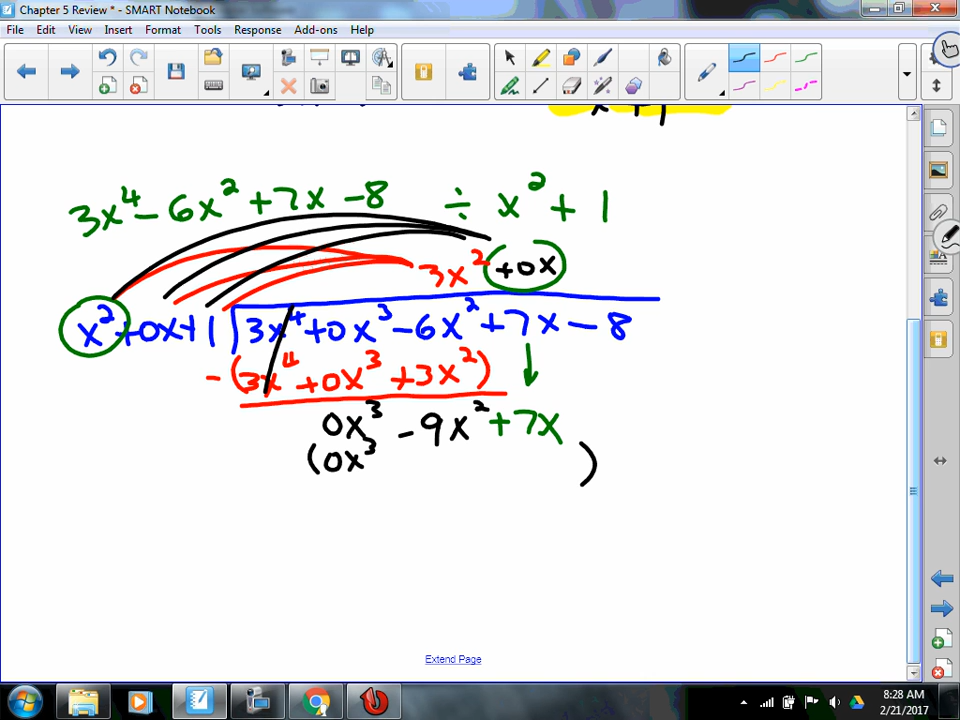 Chapter 5 Review * - SMART Notebook
File Edit View Insert Format Tools Response Add-ons Help
3x⁴ - 6x² + 7x - 8 ÷ x² + 1
3x² + 0x
x² + 0x + 1 3x⁴ + 0x³ - 6x² + 7x - 8
- (3x⁴ + 0x³ + 3x²)
0x³ - 9x² + 7x
(0x³ )
Extend Page
8:28 AM
2/21/2017